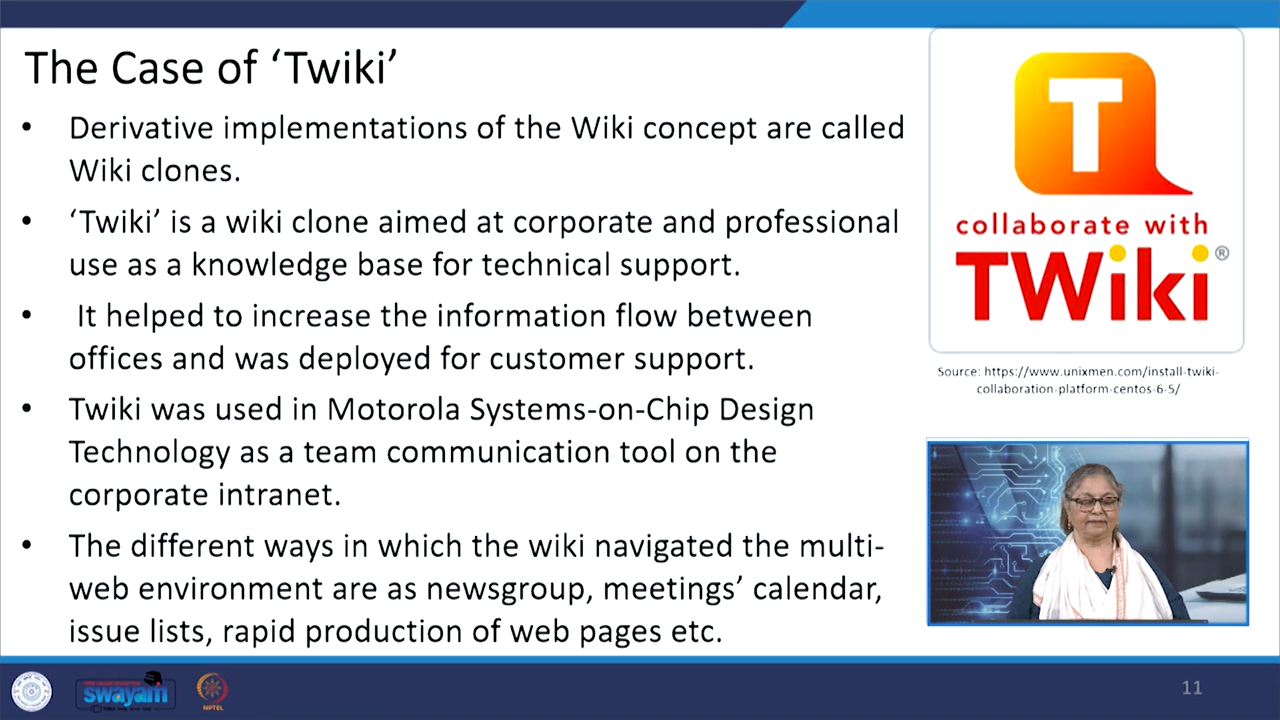 The Case of ‘Twiki’
• Derivative implementations of the Wiki concept are called
Wiki clones.
• ‘Twiki’ is a wiki clone aimed at corporate and professional
use as a knowledge base for technical support.
• It helped to increase the information flow between
offices and was deployed for customer support.
• Twiki was used in Motorola Systems-on-Chip Design
Technology as a team communication tool on the
corporate intranet.
• The different ways in which the wiki navigated the multi-
web environment are as newsgroup, meetings’ calendar,
issue lists, rapid production of web pages etc.
T
collaborate with
TWiki®
Source: https://www.unixmen.com/install-twiki-
collaboration-platform-centos-6-5/
swayam
NPTEL
11